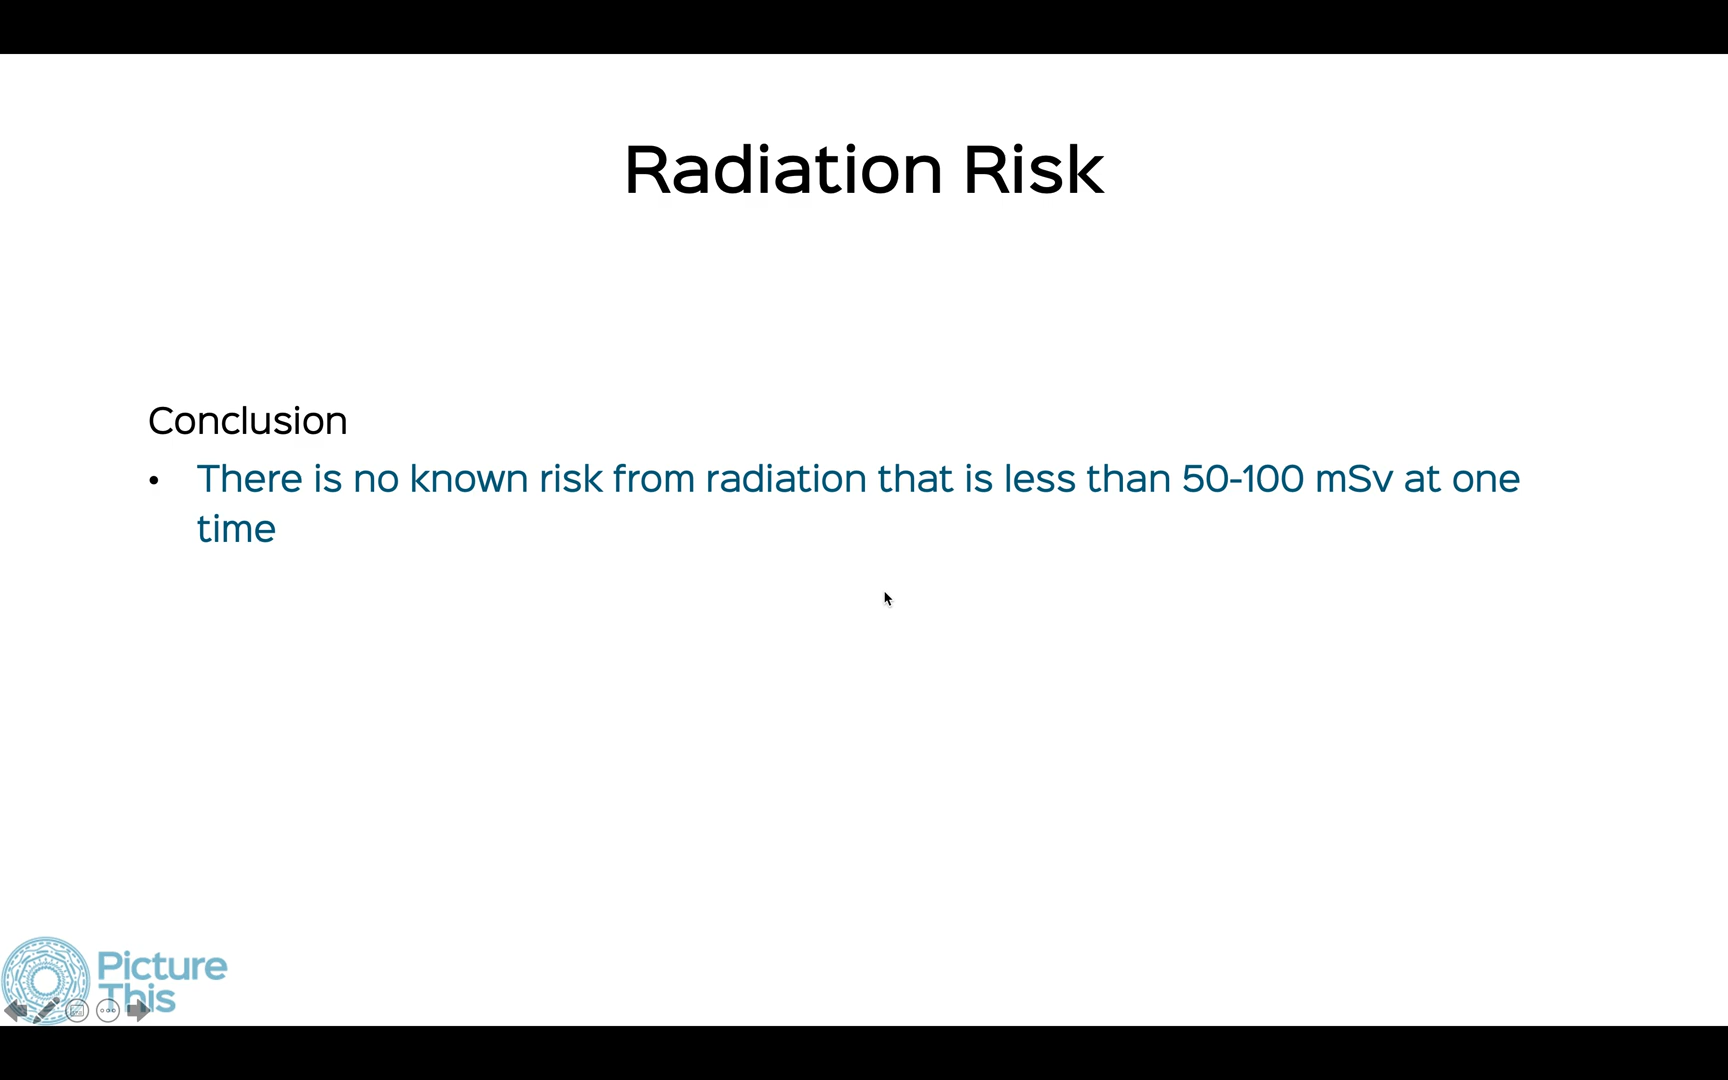 Radiation Risk
Conclusion
• There is no known risk from radiation that is less than 50-100 mSv at one
time
Picture
This